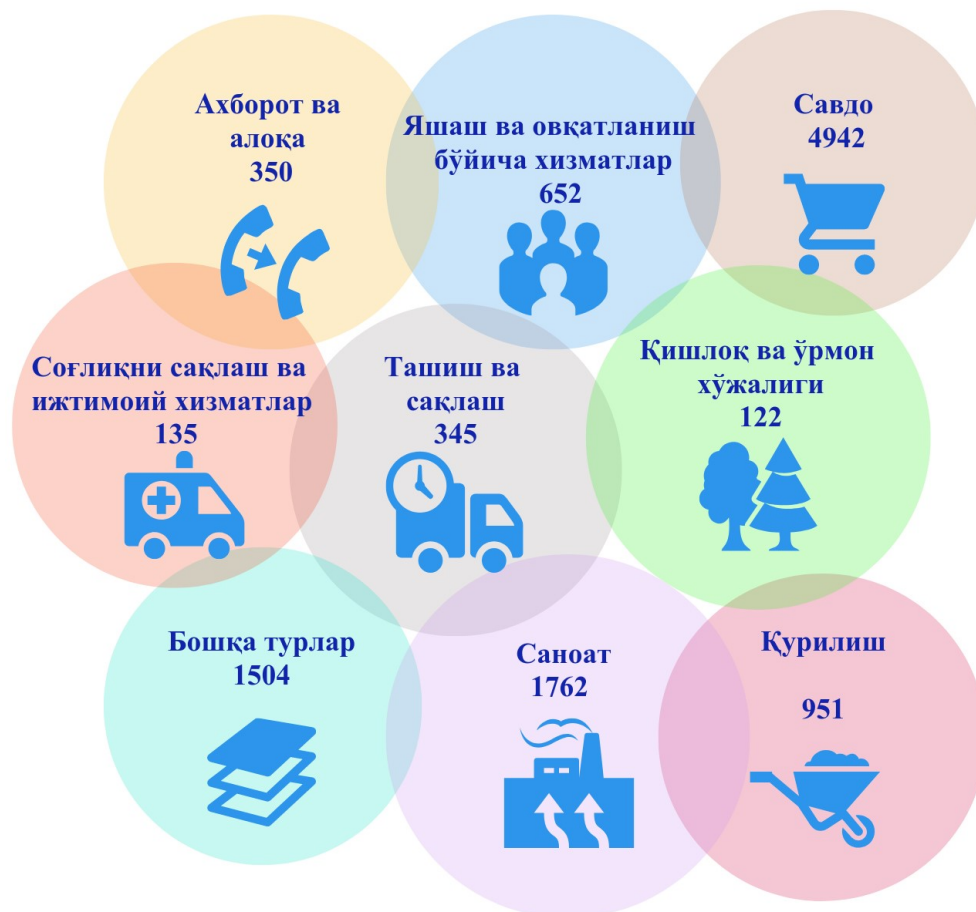 Ахборот ва
алоқа
350
Яшаш ва овқатланиш
бўйича хизматлар
652
Савдо
4942
Соғлиқни сақлаш ва
ижтимоий хизматлар
135
Ташиш ва
сақлаш
345
Қишлоқ ва ўрмон
хўжалиги
122
Бошқа турлар
1504
Саноат
1762
Қурилиш
951